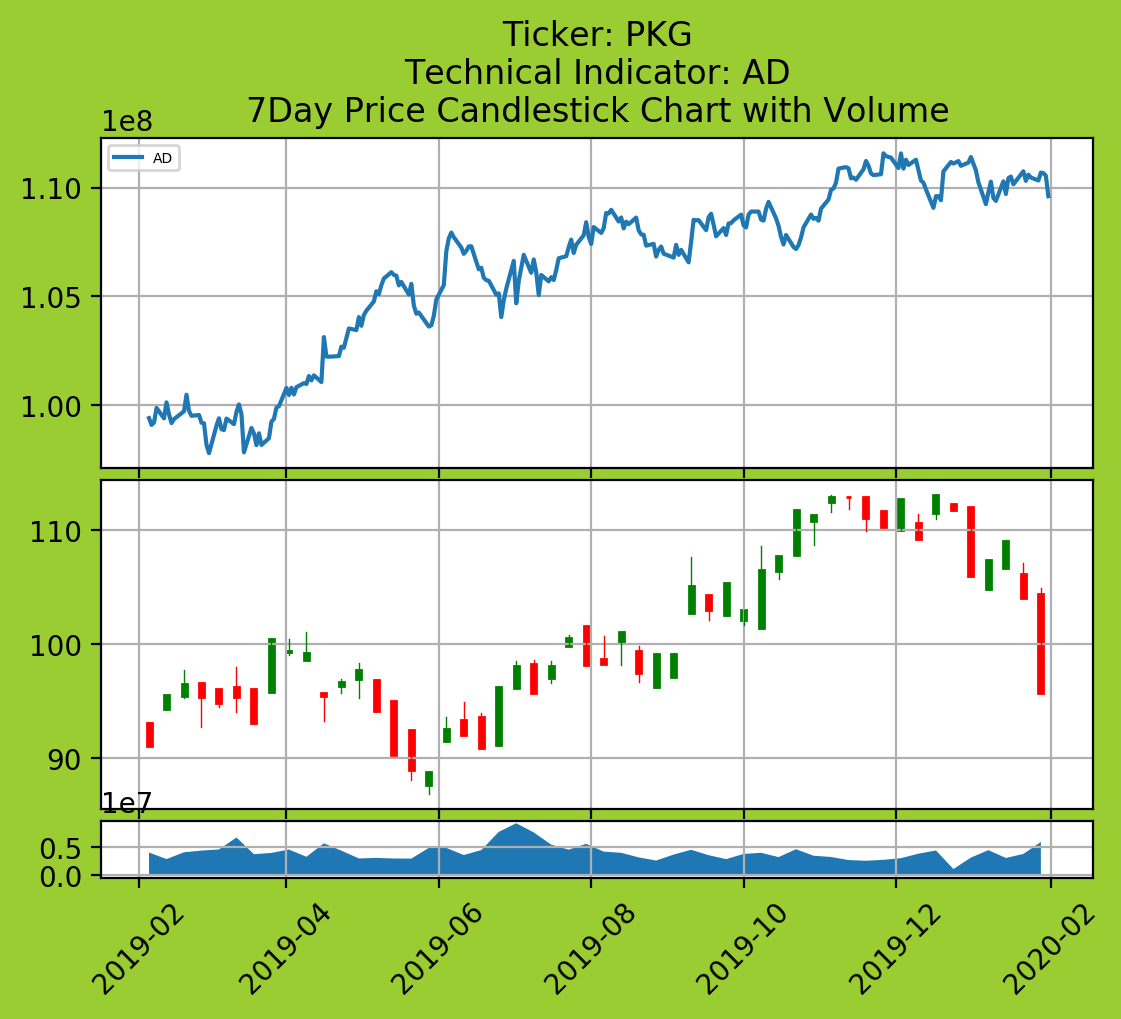 Ticker: PKG
Technical Indicator: AD
7Day Price Candlestick Chart with Volume
1e8
AD
1.10
1.05
1.00
110
100
90
1e7
0.5
0.0
2019-02
2019-04
2019-06
2019-08
2019-10
2019-12
2020-02